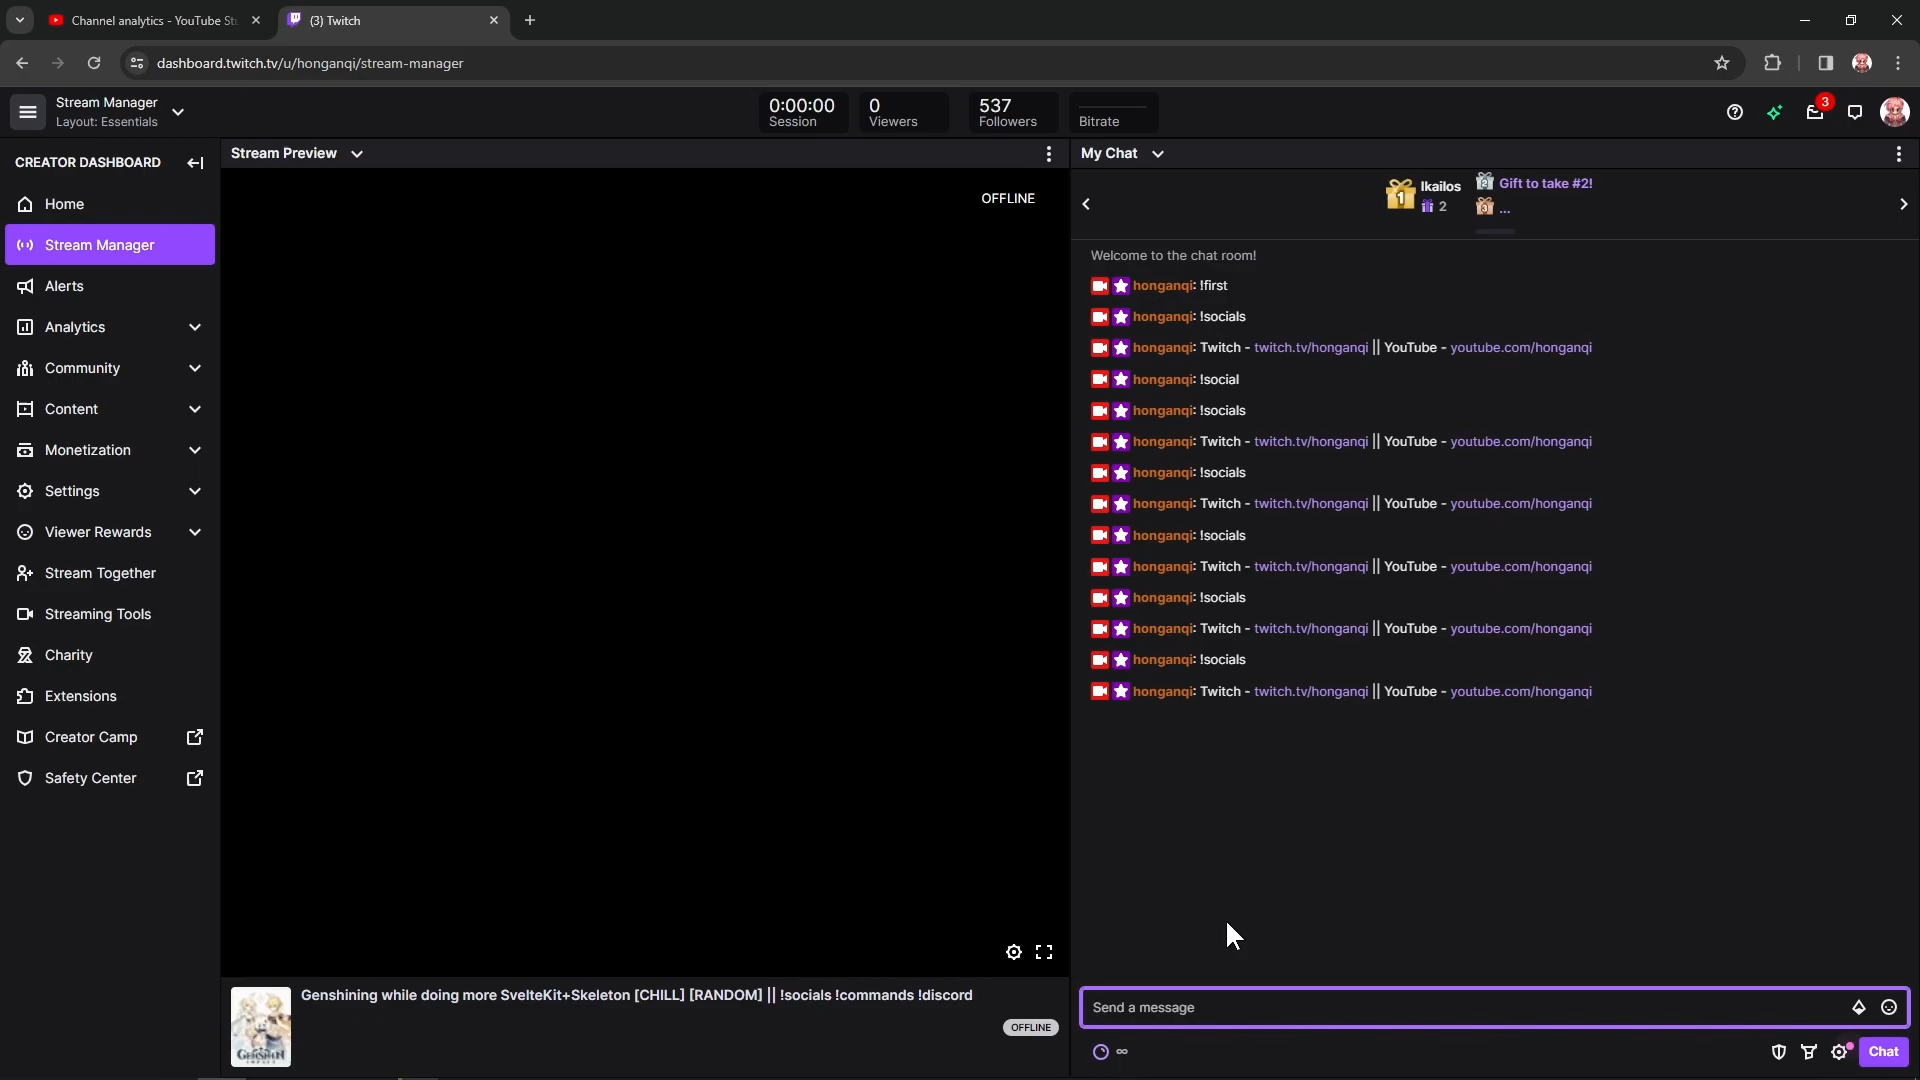 Channel analytics - YouTube St
(3) Twitch
dashboard.twitch.tv/u/honganqi/stream-manager
Stream Manager
Layout: Essentials
0:00:00
Session
0
Viewers
537
Followers
Bitrate
3
CREATOR DASHBOARD
Home
Stream Manager
Alerts
Analytics
Community
Content
Monetization
Settings
Viewer Rewards
Stream Together
Streaming Tools
Charity
Extensions
Creator Camp
Safety Center
Stream Preview
OFFLINE
Genshining while doing more SvelteKit+Skeleton [CHILL] [RANDOM] || !socials !commands !discord
OFFLINE
GENSHIN
IMPACT
My Chat
1
lkailos
2
2
Gift to take #2!
3
...
Welcome to the chat room!
honganqi: !first
honganqi: !socials
honganqi: Twitch - twitch.tv/honganqi || YouTube - youtube.com/honganqi
honganqi: !social
honganqi: !socials
honganqi: Twitch - twitch.tv/honganqi || YouTube - youtube.com/honganqi
honganqi: !socials
honganqi: Twitch - twitch.tv/honganqi || YouTube - youtube.com/honganqi
honganqi: !socials
honganqi: Twitch - twitch.tv/honganqi || YouTube - youtube.com/honganqi
honganqi: !socials
honganqi: Twitch - twitch.tv/honganqi || YouTube - youtube.com/honganqi
honganqi: !socials
honganqi: Twitch - twitch.tv/honganqi || YouTube - youtube.com/honganqi
Send a message
∞
Chat